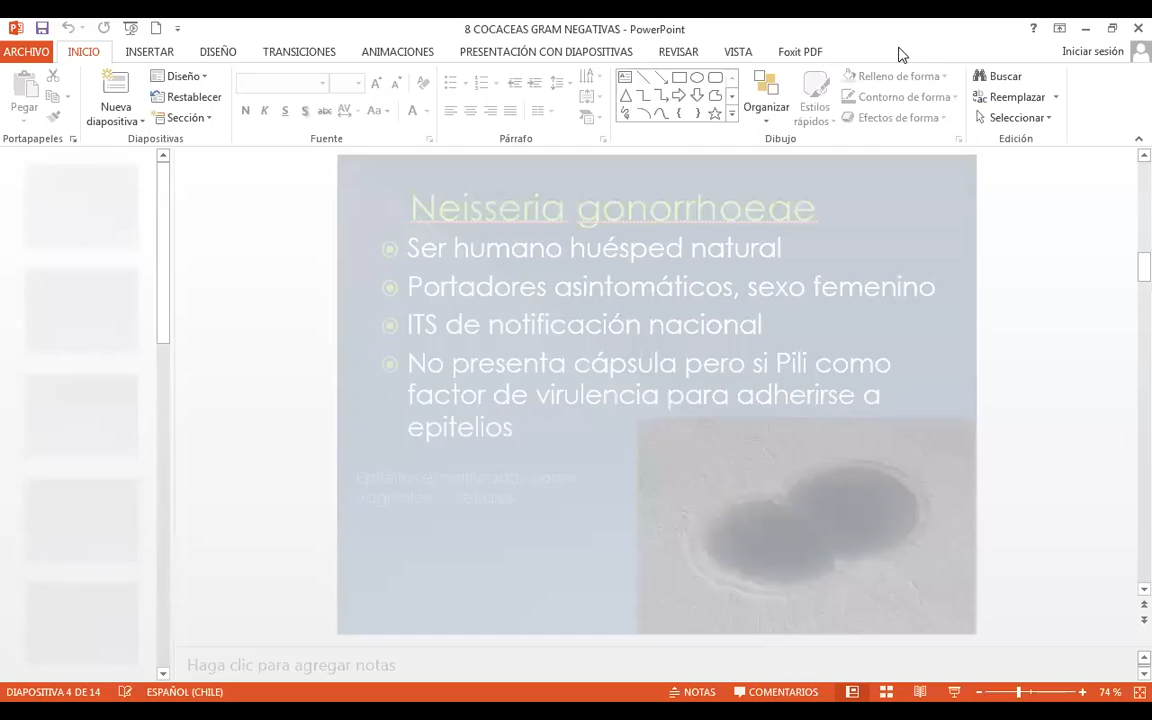 8 COCACEAS GRAM NEGATIVAS - PowerPoint
?
ARCHIVO INICIO INSERTAR DISEÑO TRANSICIONES ANIMACIONES PRESENTACIÓN CON DIAPOSITIVAS REVISAR VISTA Foxit PDF Iniciar sesión
Pegar
Nueva diapositiva
Diseño
Restablecer
Sección
N K S abc AV Aa A
Organizar
Estilos rápidos
Relleno de forma
Contorno de forma
Efectos de forma
Buscar
Reemplazar
Seleccionar
Portapapeles Diapositivas Fuente Párrafo Dibujo Edición
Neisseria gonorrhoeae
Ser humano huésped natural
Portadores asintomáticos, sexo femenino
ITS de notificación nacional
No presenta cápsula pero si Pili como
factor de virulencia para adherirse a
epitelios
Haga clic para agregar notas
DIAPOSITIVA 4 DE 14 ESPAÑOL (CHILE) NOTAS COMENTARIOS 74 %